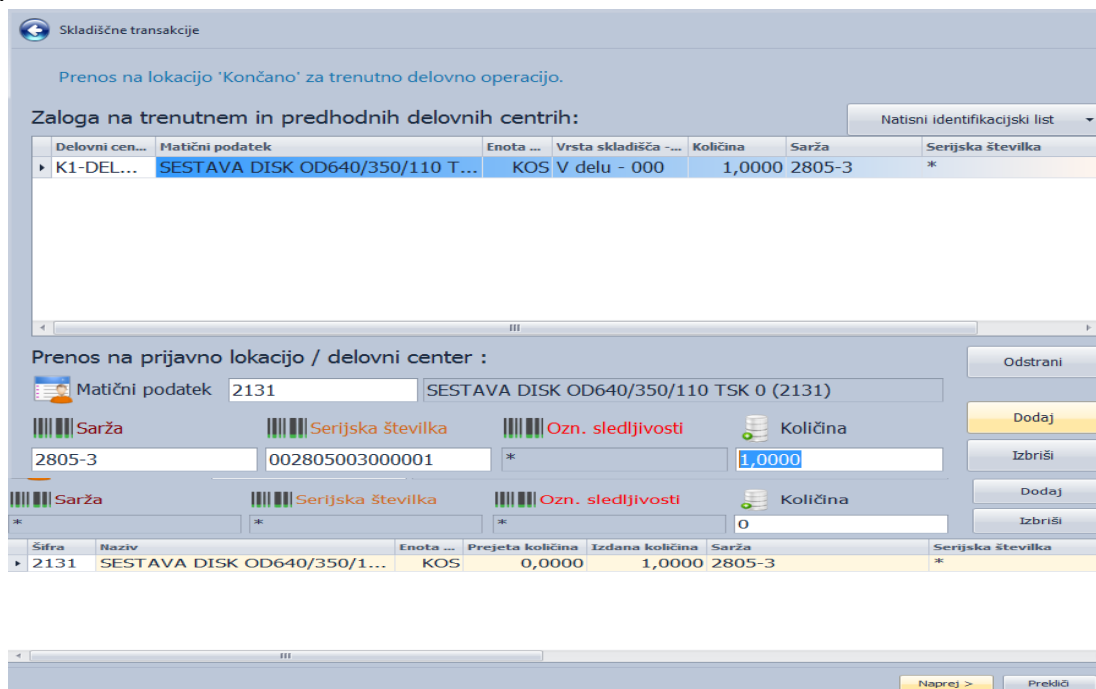 Skladiščne transakcije
Prenos na lokacijo 'Končano' za trenutno delovno operacijo.
Zaloga na trenutnem in predhodnih delovnih centrih:
Natisni identifikacijski list
Delovni cen... Matični podatek Enota ... Vrsta skladišča -... Količina Sarža Serijska številka
K1-DEL... SESTAVA DISK OD640/350/110 T... KOS V delu - 000 1,0000 2805-3 *
Prenos na prijavno lokacijo / delovni center :
Odstrani
Matični podatek 2131 SESTAVA DISK OD640/350/110 TSK 0 (2131)
Sarža Serijska številka Ozn. sledljivosti Količina Dodaj
2805-3 002805003000001 * 1,0000 Izbriši
Sarža Serijska številka Ozn. sledljivosti Količina Dodaj
* * * 0 Izbriši
Šifra Naziv Enota ... Prejeta količina Izdana količina Sarža Serijska številka
2131 SESTAVA DISK OD640/350/1... KOS 0,0000 1,0000 2805-3 *
Naprej > Prekliči